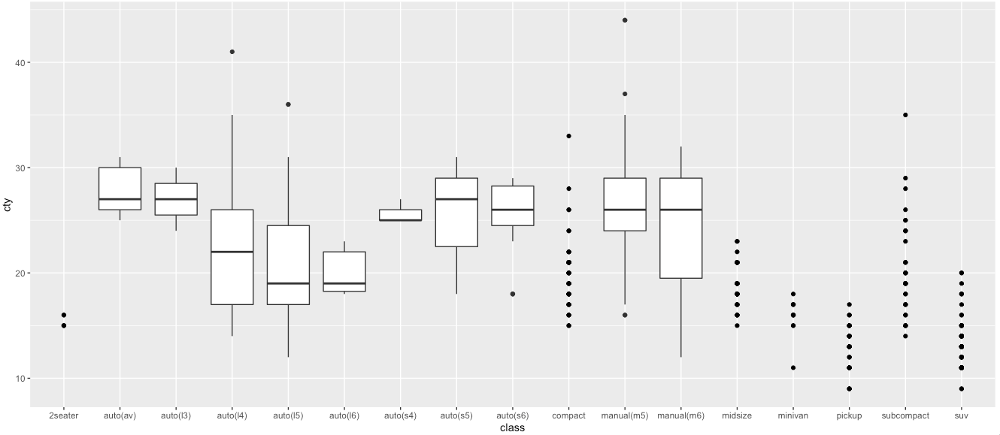 cty
40
30
20
10
2seater auto(av) auto(l3) auto(l4) auto(l5) auto(l6) auto(s4) auto(s5) auto(s6) compact manual(m5) manual(m6) midsize minivan pickup subcompact suv
class